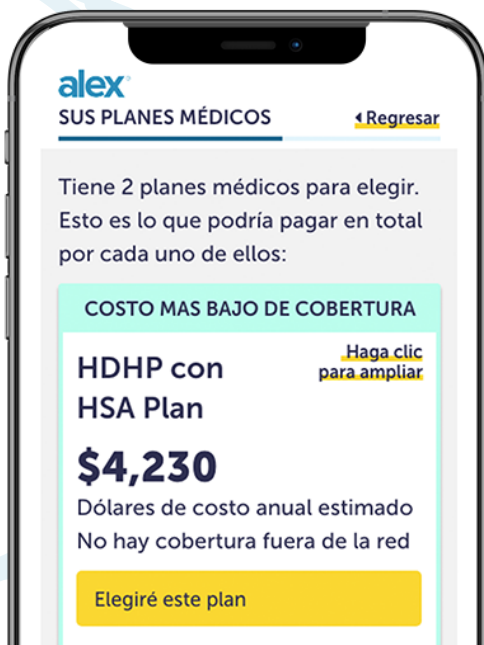 alex
SUS PLANES MÉDICOS
Regresar
Tiene 2 planes médicos para elegir.
Esto es lo que podría pagar en total
por cada uno de ellos:
COSTO MAS BAJO DE COBERTURA
HDHP con
HSA Plan
Haga clic
para ampliar
$4,230
Dólares de costo anual estimado
No hay cobertura fuera de la red
Elegiré este plan